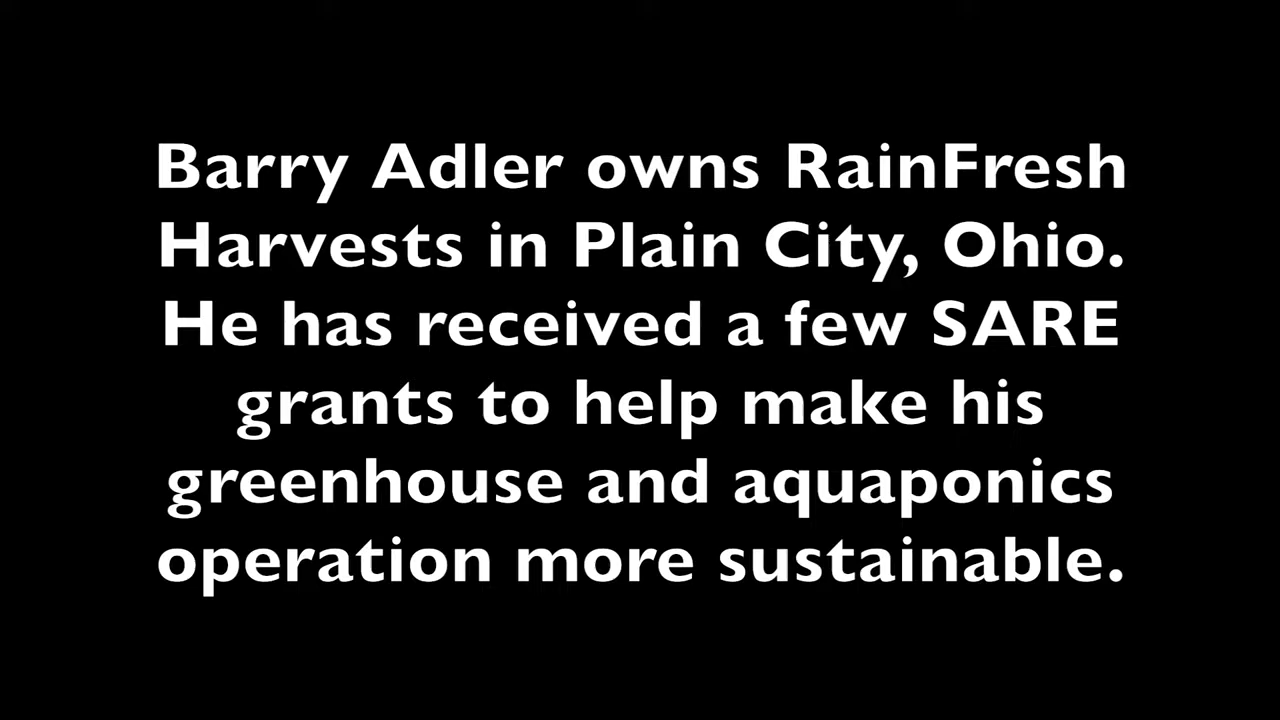 Barry Adler owns RainFresh
Harvests in Plain City, Ohio.
He has received a few SARE
grants to help make his
greenhouse and aquaponics
operation more sustainable.